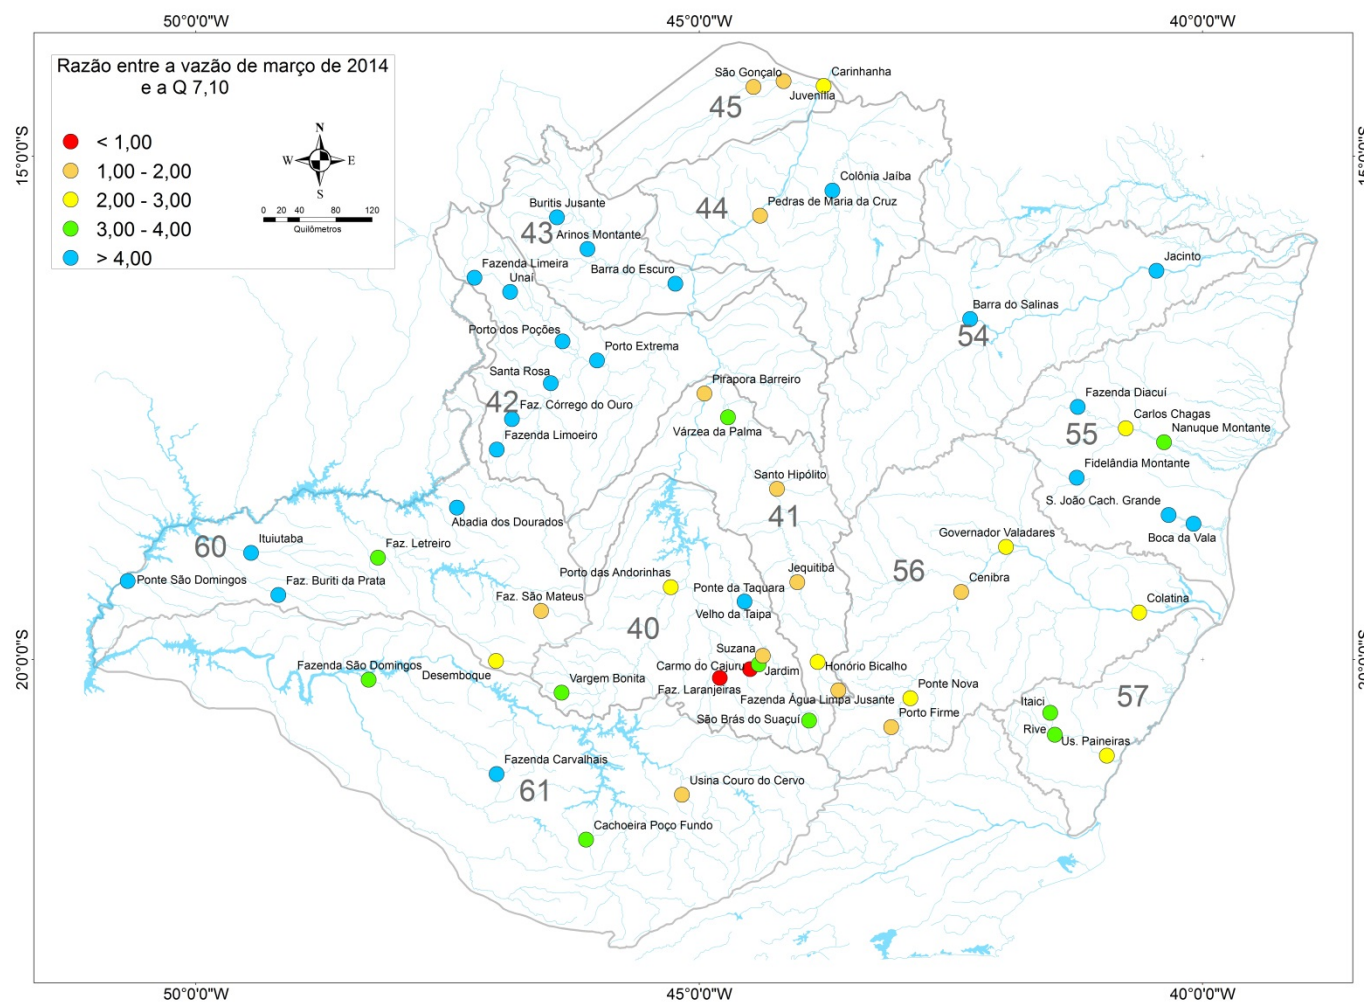 50°0'0"W
45°0'0"W
40°0'0"W
Razão entre a vazão de março de 2014
e a Q 7,10
< 1,00
1,00 - 2,00
2,00 - 3,00
3,00 - 4,00
> 4,00
N
W
E
S
0 20 40 60 80 120
Quilômetros
15°0'0"S
15°0'0"S
São Gonçalo
Carinhanha
Juvenília
45
Colônia Jaíba
Pedras de Maria da Cruz
44
Buritis Jusante
43
Arinos Montante
Barra do Escuro
Fazenda Limeira
Unaí
Jacinto
Barra do Salinas
54
Porto dos Poções
Porto Extrema
Santa Rosa
42
Faz. Córrego do Ouro
Fazenda Limoeiro
Pirapora Barreiro
Várzea da Palma
Fazenda Diacuí
Carlos Chagas
55
Nanuque Montante
Fidelândia Montante
S. João Cach. Grande
Boca da Vala
Santo Hipólito
41
Abadia dos Dourados
Governador Valadares
60
Ituiutaba
Faz. Letreiro
Ponte São Domingos
Faz. Buriti da Prata
Faz. São Mateus
Porto das Andorinhas
Ponte da Taquara
Velho da Taipa
Jequitibá
56
Cenibra
Colatina
40
Suzana
Carmo do Cajuru
Jardim
Faz. Laranjeiras
Honório Bicalho
Fazenda Água Limpa Jusante
São Brás do Suaçuí
Ponte Nova
Porto Firme
20°0'0"S
20°0'0"S
Fazenda São Domingos
Desemboque
Vargem Bonita
57
Itaici
Rive
Us. Paineiras
Fazenda Carvalhais
61
Usina Couro do Cervo
Cachoeira Poço Fundo
50°0'0"W
45°0'0"W
40°0'0"W